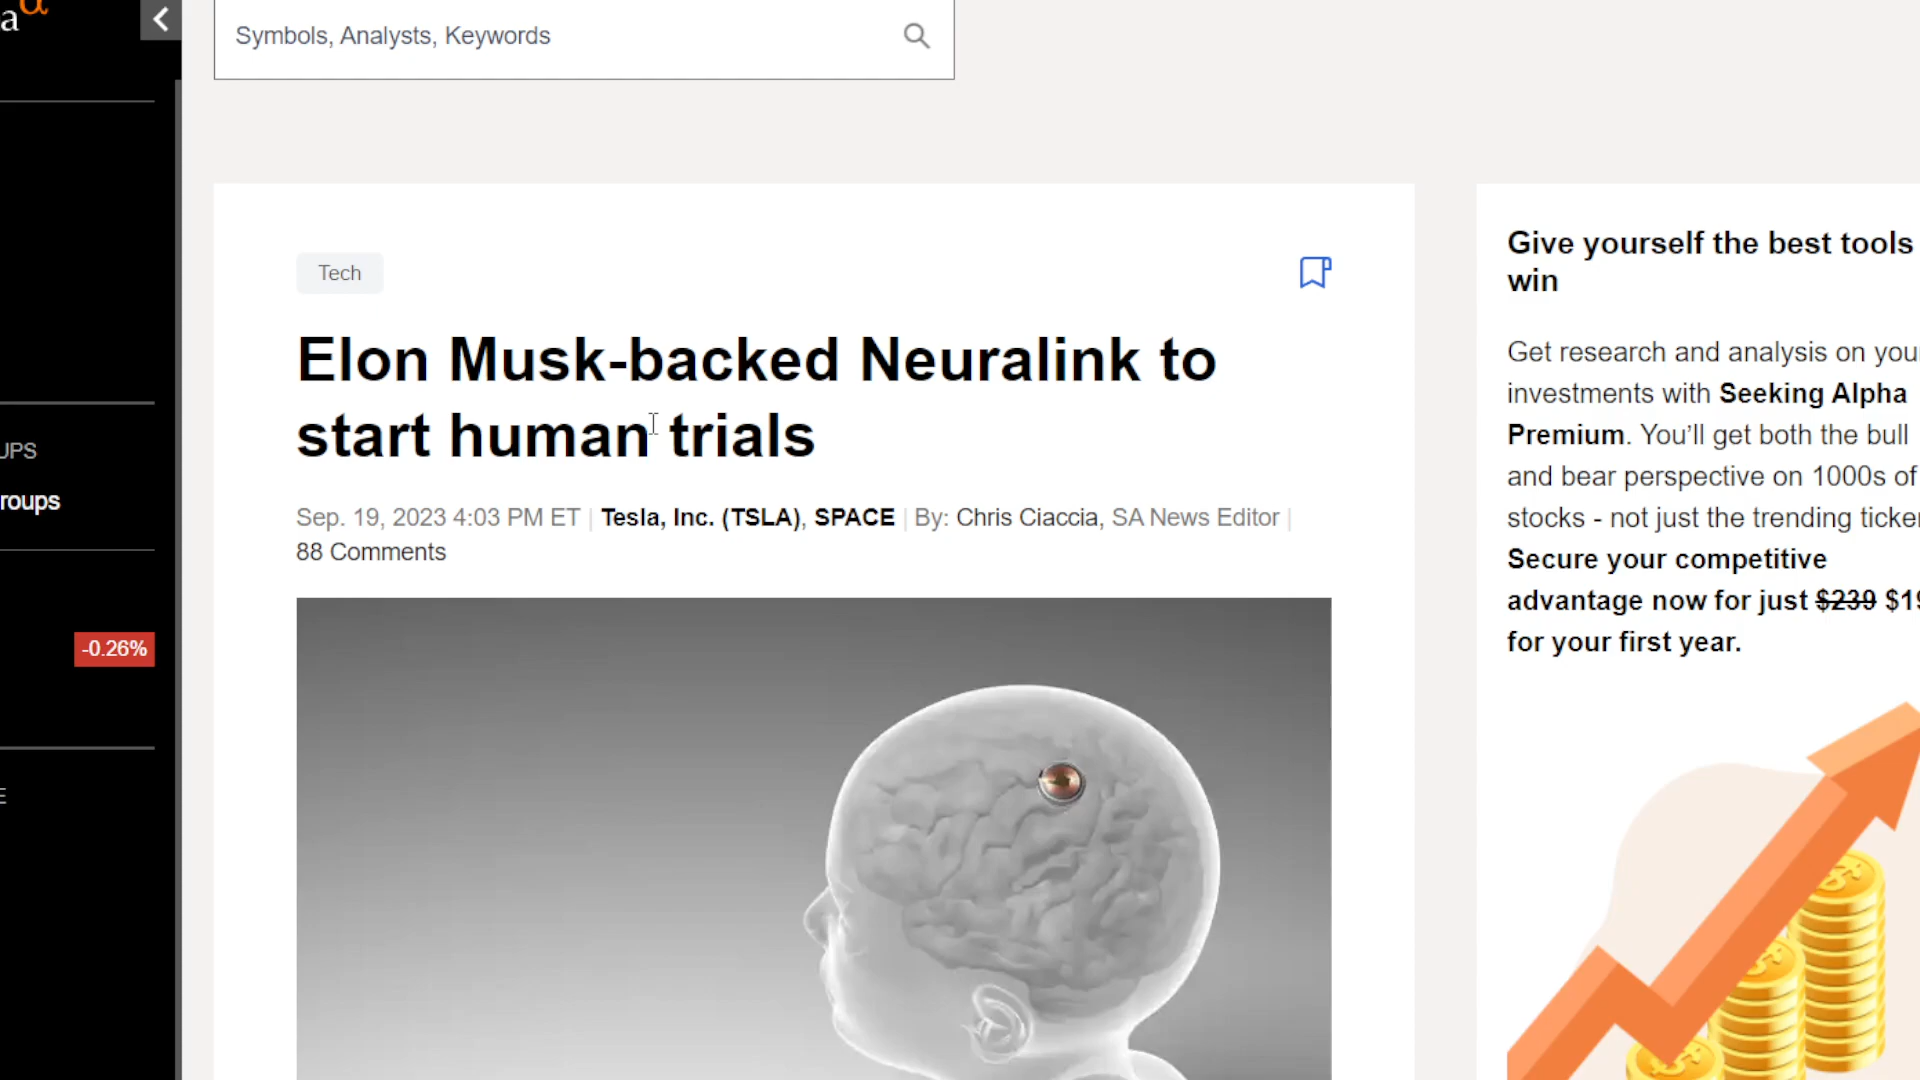 Symbols, Analysts, Keywords
Tech
Elon Musk-backed Neuralink to
start human trials
Sep. 19, 2023 4:03 PM ET | Tesla, Inc. (TSLA), SPACE | By: Chris Ciaccia, SA News Editor |
88 Comments
-0.26%
Give yourself the best tools
win
Get research and analysis on
investments with Seeking Alpha
Premium. You'll get both the bull
and bear perspective on 1000s of
stocks - not just the trending
Secure your competitive
advantage now for just $239
for your first year.